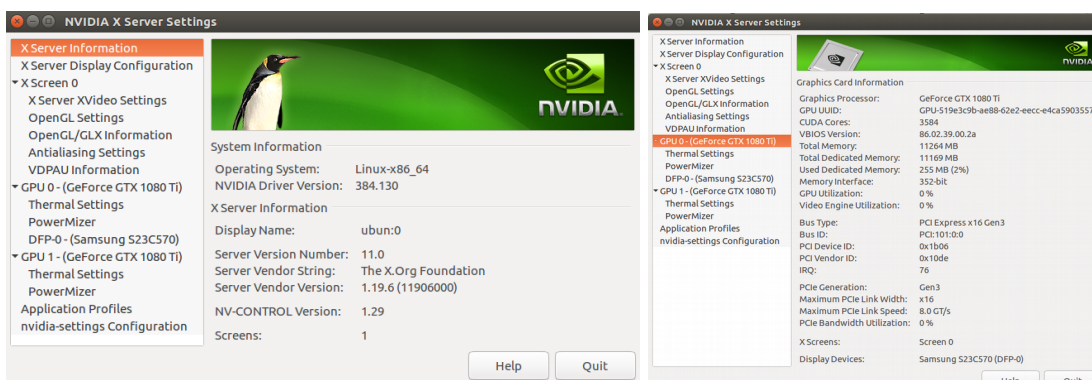 NVIDIA X Server Settings
X Server Information
X Server Display Configuration
X Screen 0
X Server XVideo Settings
OpenGL Settings
OpenGL/GLX Information
Antialiasing Settings
VDPAU Information
GPU 0 - (GeForce GTX 1080 Ti)
Thermal Settings
PowerMizer
DFP-0 - (Samsung S23C570)
GPU 1 - (GeForce GTX 1080 Ti)
Thermal Settings
PowerMizer
Application Profiles
nvidia-settings Configuration
NVIDIA.
System Information
Operating System: Linux-x86_64
NVIDIA Driver Version: 384.130
X Server Information
Display Name: ubun:0
Server Version Number: 11.0
Server Vendor String: The X.Org Foundation
Server Vendor Version: 1.19.6 (11906000)
NV-CONTROL Version: 1.29
Screens: 1
Help Quit
NVIDIA X Server Settings
X Server Information
X Server Display Configuration
X Screen 0
X Server XVideo Settings
OpenGL Settings
OpenGL/GLX Information
Antialiasing Settings
VDPAU Information
GPU 0 - (GeForce GTX 1080 Ti)
Thermal Settings
PowerMizer
DFP-0 - (Samsung S23C570)
GPU 1 - (GeForce GTX 1080 Ti)
Thermal Settings
PowerMizer
Application Profiles
nvidia-settings Configuration
NVIDIA
Graphics Card Information
Graphics Processor: GeForce GTX 1080 Ti
GPU UUID: GPU-519e3c9b-ae88-62e2-eecc-e4ca5903557
CUDA Cores: 3584
VBIOS Version: 86.02.39.00.2a
Total Memory: 11264 MB
Total Dedicated Memory: 11169 MB
Used Dedicated Memory: 255 MB (2%)
Memory Interface: 352-bit
GPU Utilization: 0 %
Video Engine Utilization: 0 %
Bus Type: PCI Express x16 Gen3
Bus ID: PCI:101:0:0
PCI Device ID: 0x1b06
PCI Vendor ID: 0x10de
IRQ: 76
PCIe Generation: Gen3
Maximum PCIe Link Width: x16
Maximum PCIe Link Speed: 8.0 GT/s
PCIe Bandwidth Utilization: 0 %
X Screens: Screen 0
Display Devices: Samsung S23C570 (DFP-0)